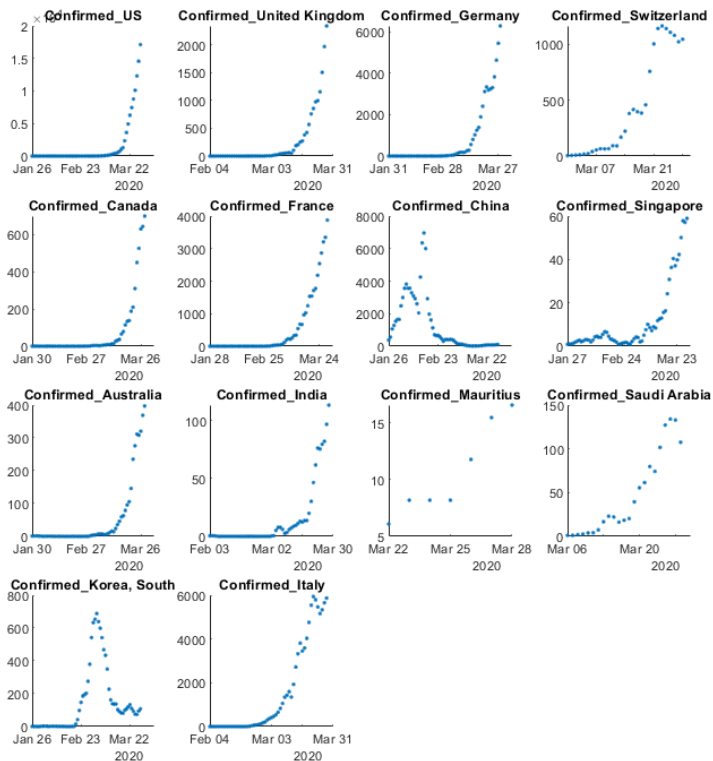 Confirmed_US
2
1.5
1
0.5
0
Jan 26 Feb 23 Mar 22
2020
Confirmed_United Kingdom
2000
1500
1000
500
0
Feb 04 Mar 03 Mar 31
2020
Confirmed_Germany
6000
4000
2000
0
Jan 31 Feb 28 Mar 27
2020
Confirmed_Switzerland
1000
500
0
Mar 07 Mar 21
2020
Confirmed_Canada
600
400
200
0
Jan 30 Feb 27 Mar 26
2020
Confirmed_France
4000
3000
2000
1000
0
Jan 28 Feb 25 Mar 24
2020
Confirmed_China
8000
6000
4000
2000
0
Jan 26 Feb 23 Mar 22
2020
Confirmed_Singapore
60
40
20
0
Jan 27 Feb 24 Mar 23
2020
Confirmed_Australia
400
300
200
100
0
Jan 30 Feb 27 Mar 26
2020
Confirmed_India
100
50
0
Feb 03 Mar 02 Mar 30
2020
Confirmed_Mauritius
15
10
5
Mar 22 Mar 25 Mar 28
2020
Confirmed_Saudi Arabia
150
100
50
0
Mar 06 Mar 20
2020
Confirmed_Korea, South
800
600
400
200
0
Jan 26 Feb 23 Mar 22
2020
Confirmed_Italy
6000
4000
2000
0
Feb 04 Mar 03 Mar 31
2020